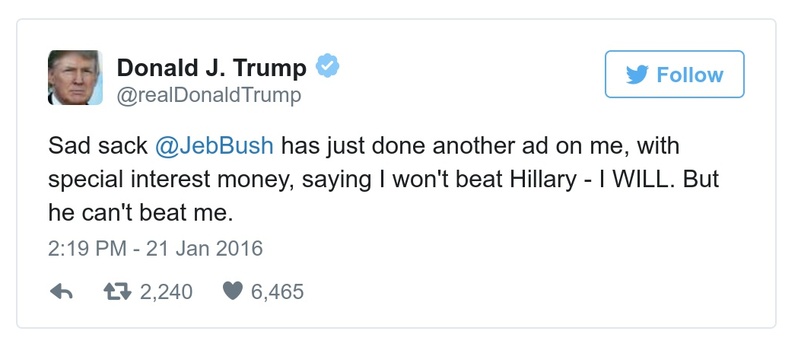 Donald J. Trump
Follow
@realDonaldTrump
Sad sack @JebBush has just done another ad on me, with
special interest money, saying I won't beat Hillary - I WILL. But
he can't beat me.
2:19 PM - 21 Jan 2016
2,240 6,465